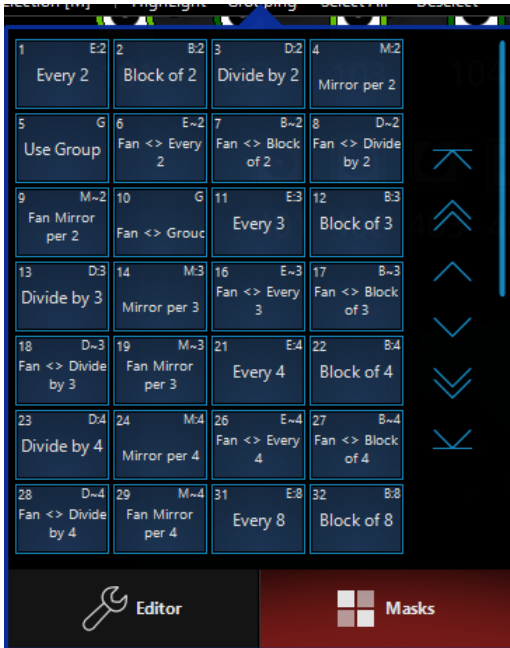 Highlight
Grouping
Select All
Deselect
1 E:2 2 B:2 3 D:2 4 M:2
Every 2 Block of 2 Divide by 2 Mirror per 2
5 G 6 E~2 7 B~2 8 D~2
Use Group Fan <> Every 2 Fan <> Block of 2 Fan <> Divide by 2
9 M~2 10 G 11 E:3 12 B:3
Fan Mirror per 2 Fan <> Grouc Every 3 Block of 3
13 D:3 14 M:3 16 E~3 17 B~3
Divide by 3 Mirror per 3 Fan <> Every 3 Fan <> Block of 3
18 D~3 19 M~3 21 E:4 22 B:4
Fan <> Divide by 3 Fan Mirror per 3 Every 4 Block of 4
23 D:4 24 M:4 26 E~4 27 B~4
Divide by 4 Mirror per 4 Fan <> Every 4 Fan <> Block of 4
28 D~4 29 M~4 31 E:8 32 B:8
Fan <> Divide by 4 Fan Mirror per 4 Every 8 Block of 8
Editor Masks